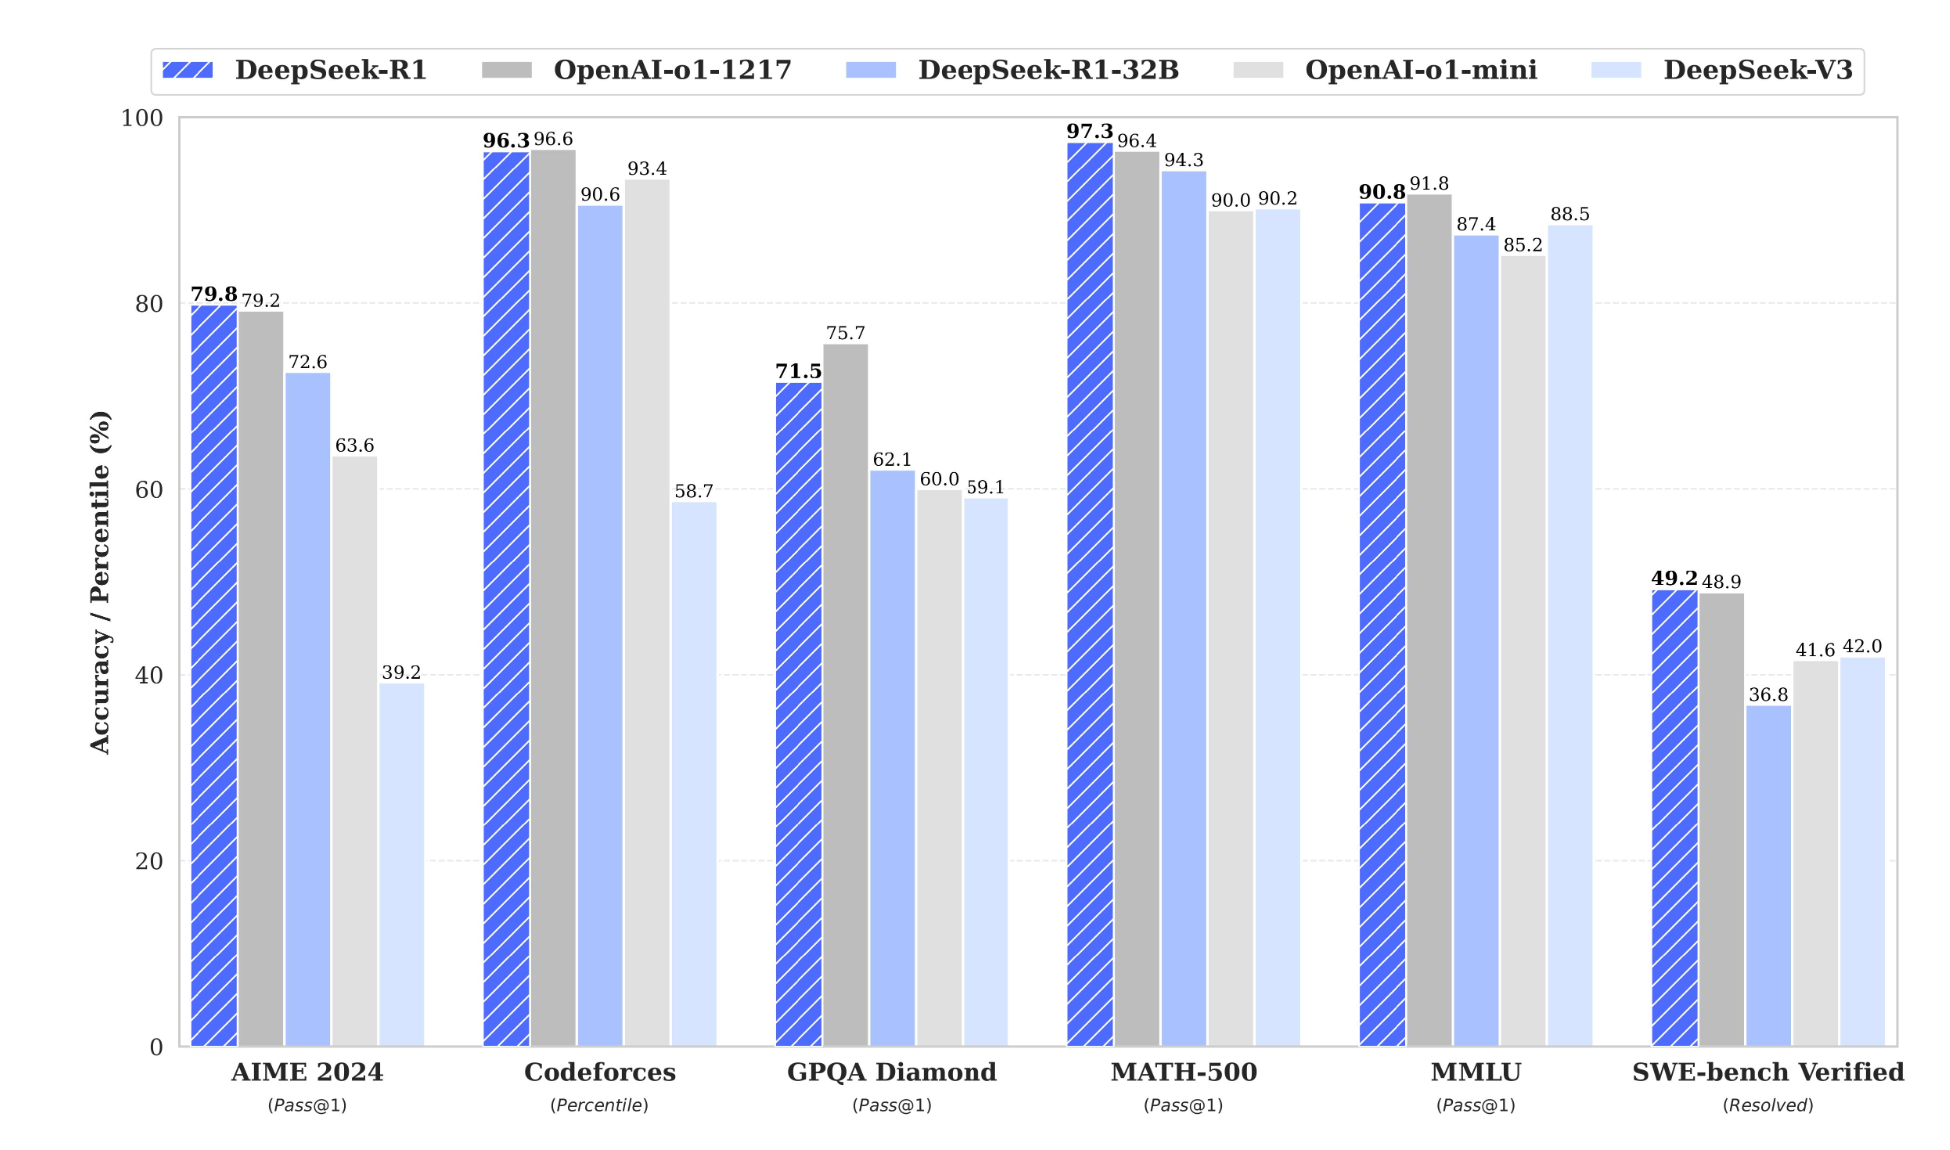 DeepSeek-R1 OpenAI-o1-1217 DeepSeek-R1-32B OpenAI-o1-mini DeepSeek-V3
Accuracy / Percentile (%)
100
80
60
40
20
0
79.8 79.2 72.6 63.6 39.2
96.3 96.6 90.6 93.4 58.7
71.5 75.7 62.1 60.0 59.1
97.3 96.4 94.3 90.0 90.2
90.8 91.8 87.4 85.2 88.5
49.2 48.9 36.8 41.6 42.0
AIME 2024 Codeforces GPQA Diamond MATH-500 MMLU SWE-bench Verified
(Pass@1) (Percentile) (Pass@1) (Pass@1) (Pass@1) (Resolved)